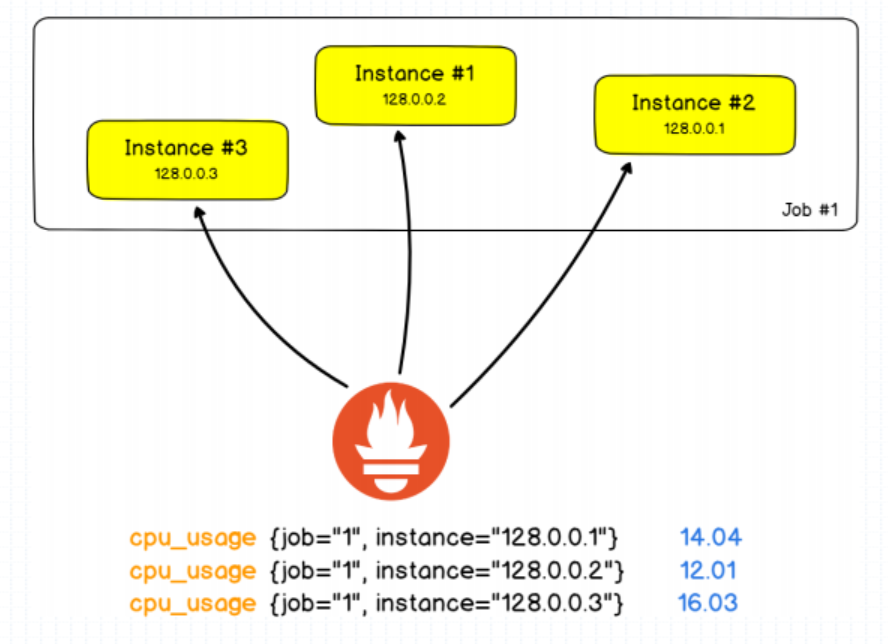 Instance #1
128.0.0.2
Instance #2
128.0.0.1
Instance #3
128.0.0.3
Job #1
cpu_usage {job="1", instance="128.0.0.1"} 14.04
cpu_usage {job="1", instance="128.0.0.2"} 12.01
cpu_usage {job="1", instance="128.0.0.3"} 16.03